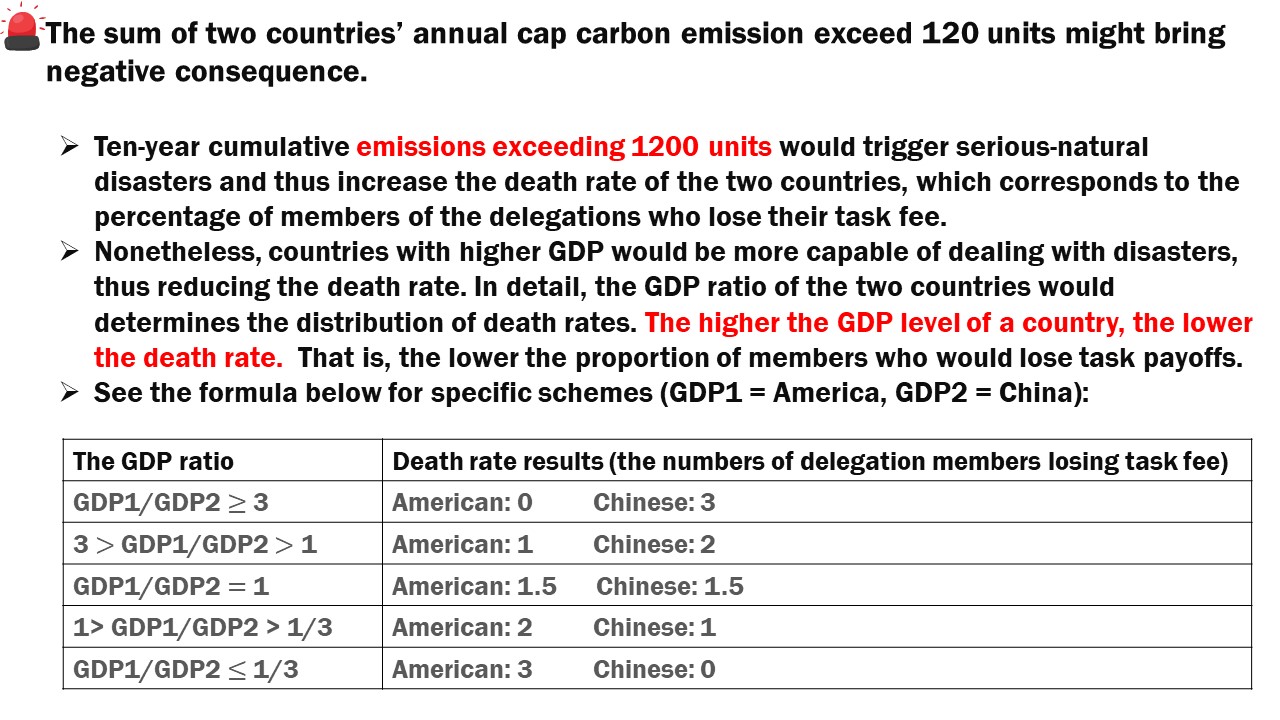 The sum of two countries’ annual cap carbon emission exceed 120 units might bring
negative consequence.
➢ Ten-year cumulative emissions exceeding 1200 units would trigger serious-natural
disasters and thus increase the death rate of the two countries, which corresponds to the
percentage of members of the delegations who lose their task fee.
➢ Nonetheless, countries with higher GDP would be more capable of dealing with disasters,
thus reducing the death rate. In detail, the GDP ratio of the two countries would
determines the distribution of death rates. The higher the GDP level of a country, the lower
the death rate. That is, the lower the proportion of members who would lose task payoffs.
➢ See the formula below for specific schemes (GDP1 = America, GDP2 = China):
The GDP ratio Death rate results (the numbers of delegation members losing task fee)
GDP1/GDP2 ≥ 3 American: 0 Chinese: 3
3 > GDP1/GDP2 > 1 American: 1 Chinese: 2
GDP1/GDP2 = 1 American: 1.5 Chinese: 1.5
1> GDP1/GDP2 > 1/3 American: 2 Chinese: 1
GDP1/GDP2 ≤ 1/3 American: 3 Chinese: 0